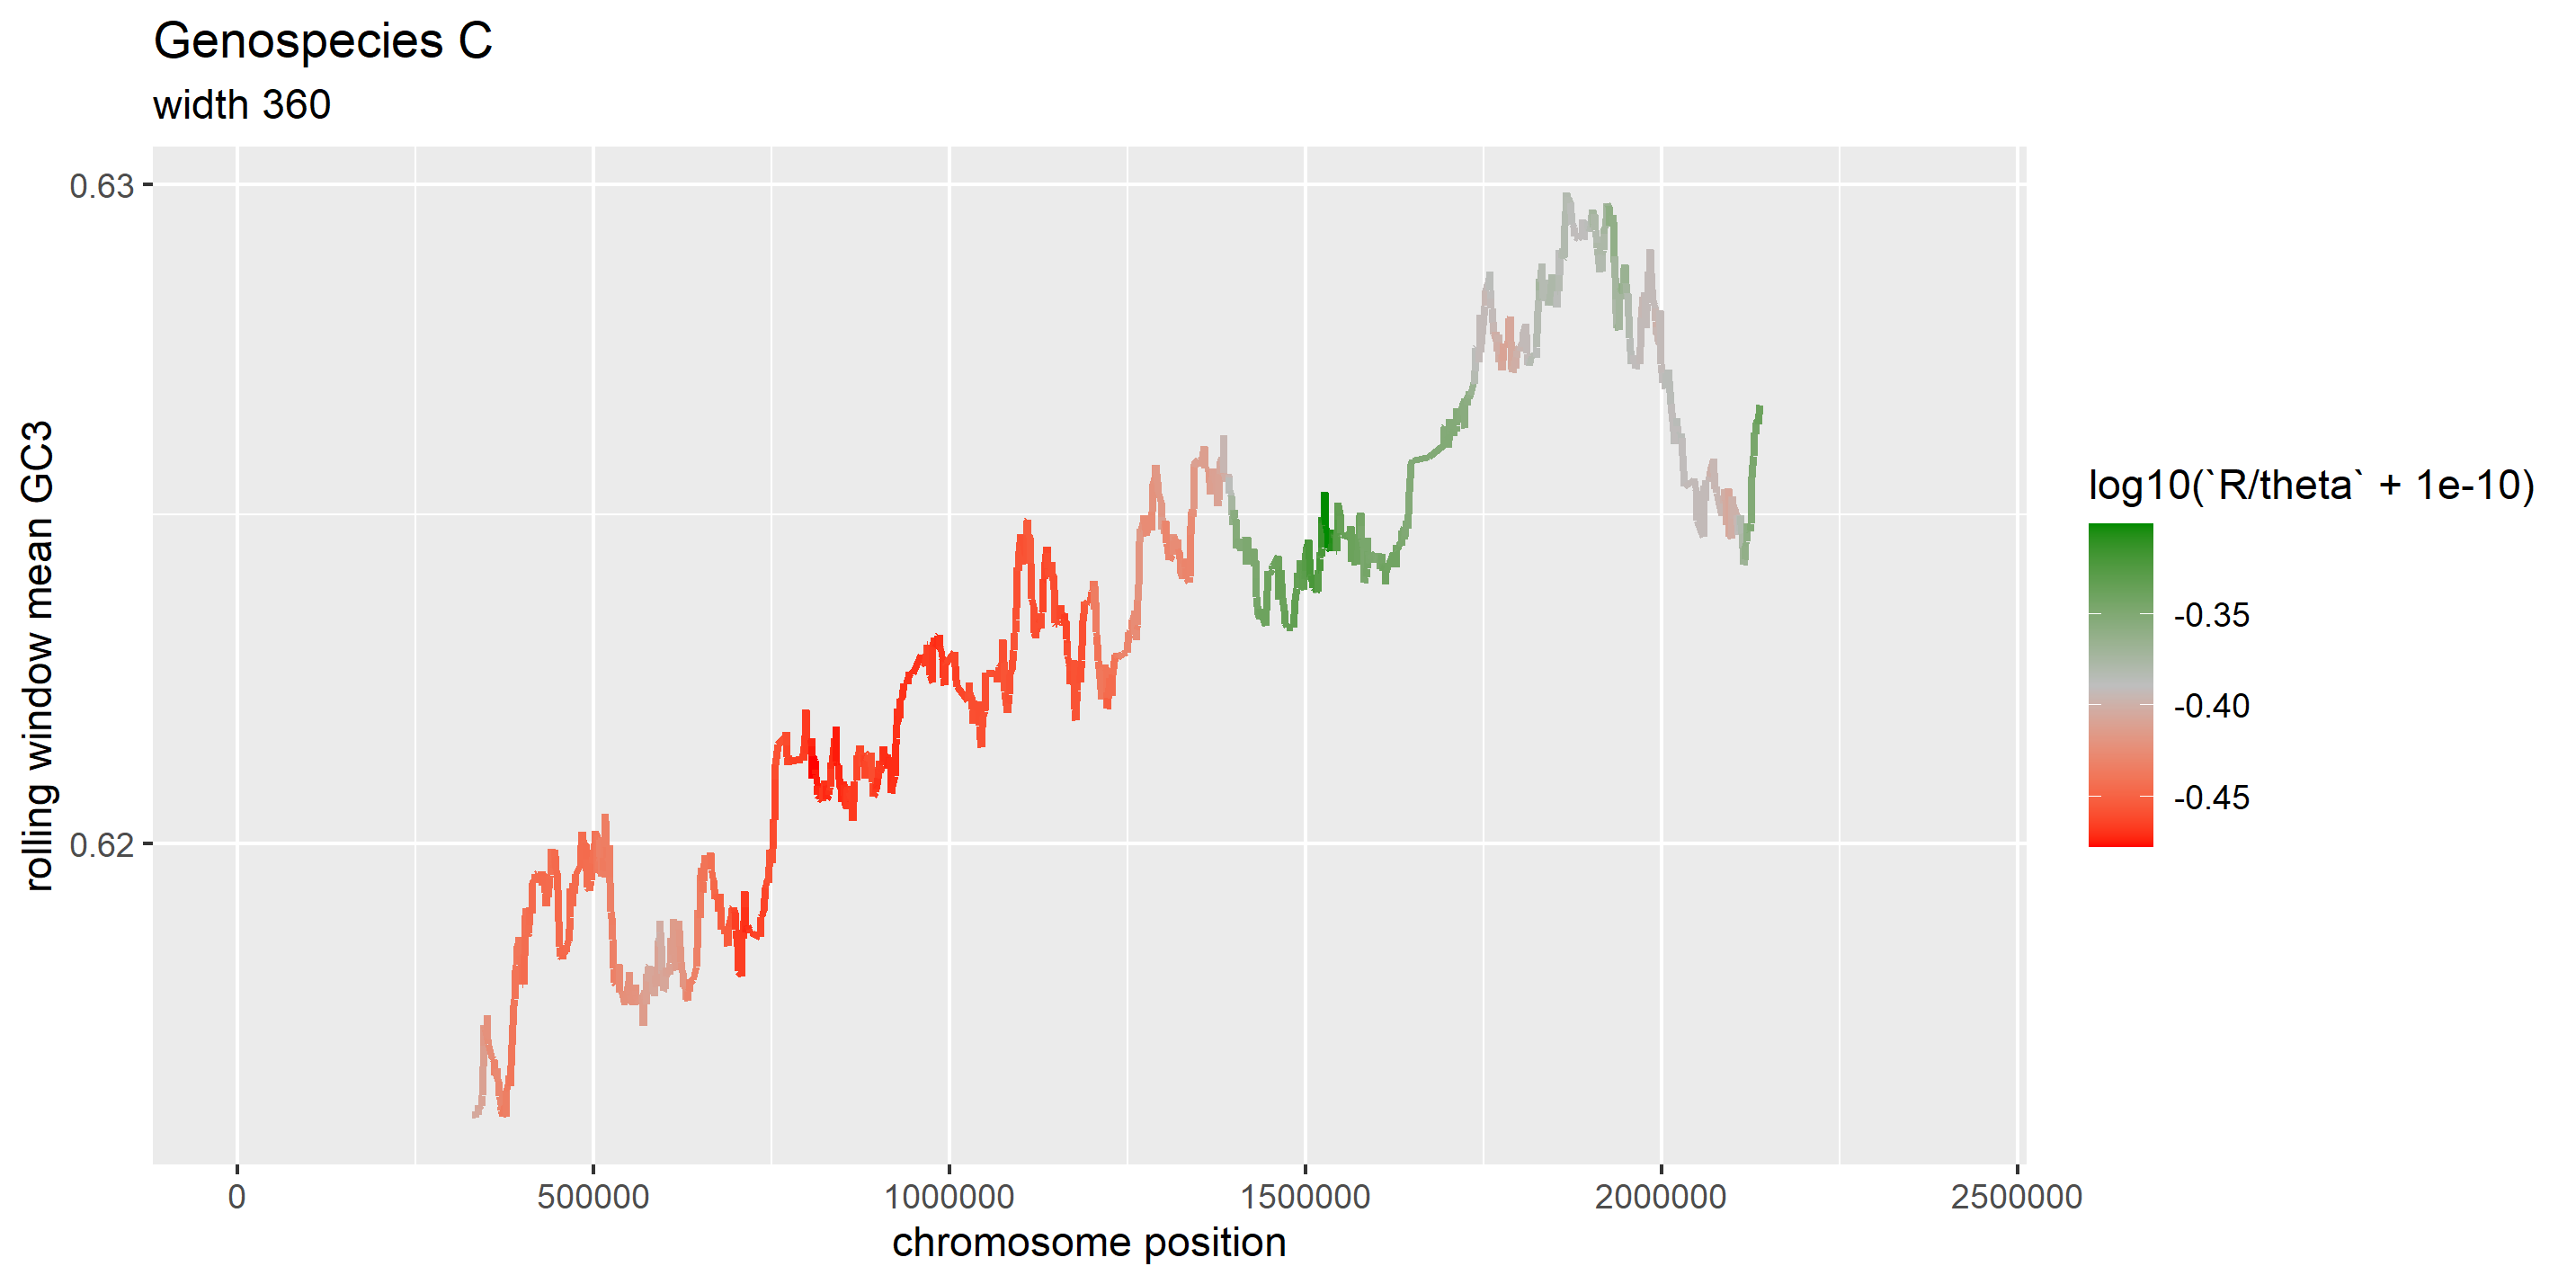 Genospecies C
width 360
0.63
0.62
rolling window mean GC3
0
500000
1000000
1500000
2000000
2500000
chromosome position
log10(`R/theta` + 1e-10)
-0.35
-0.40
-0.45